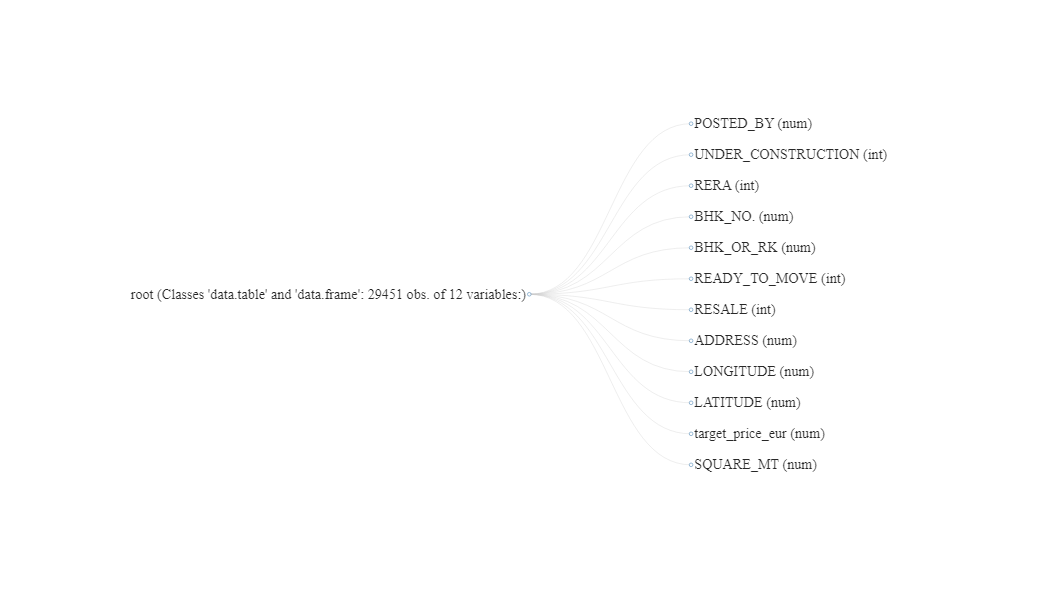 POSTED_BY (num)
UNDER_CONSTRUCTION (int)
RERA (int)
BHK_NO. (num)
BHK_OR_RK (num)
READY_TO_MOVE (int)
root (Classes 'data.table' and 'data.frame': 29451 obs. of 12 variables:)
RESALE (int)
ADDRESS (num)
LONGITUDE (num)
LATITUDE (num)
target_price_eur (num)
SQUARE_MT (num)